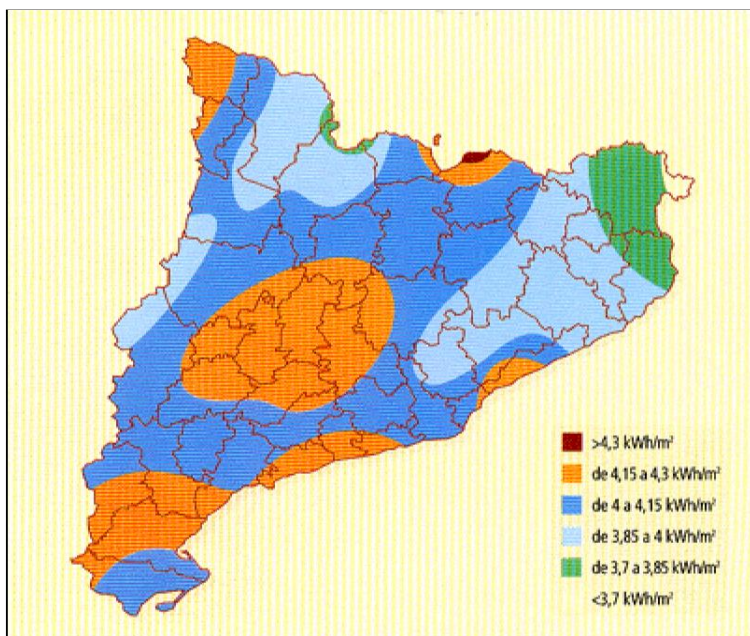 >4,3 kWh/m²
de 4,15 a 4,3 kWh/m²
de 4 a 4,15 kWh/m²
de 3,85 a 4 kWh/m²
de 3,7 a 3,85 kWh/m²
<3,7 kWh/m²